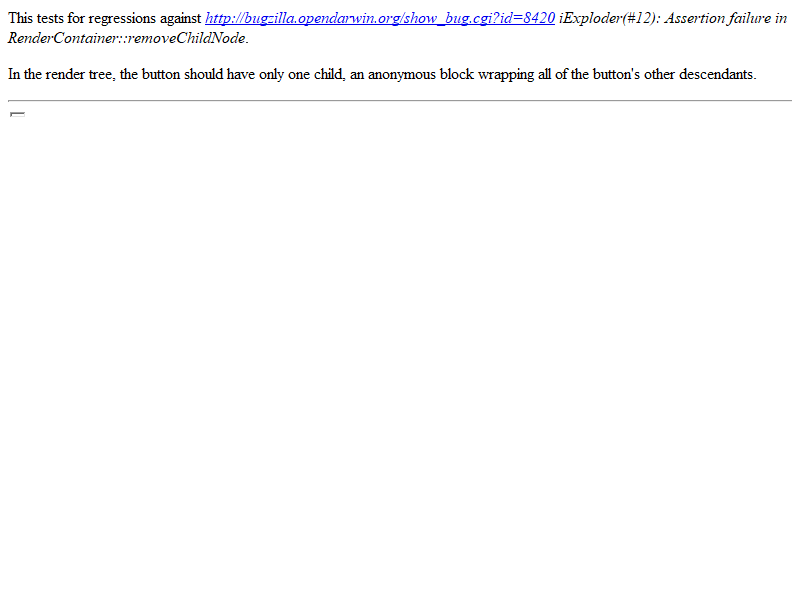 This tests for regressions against http://bugzilla.opendarwin.org/show_bug.cgi?id=8420 iExploder(#12): Assertion failure in
RenderContainer::removeChildNode.
In the render tree, the button should have only one child, an anonymous block wrapping all of the button's other descendants.